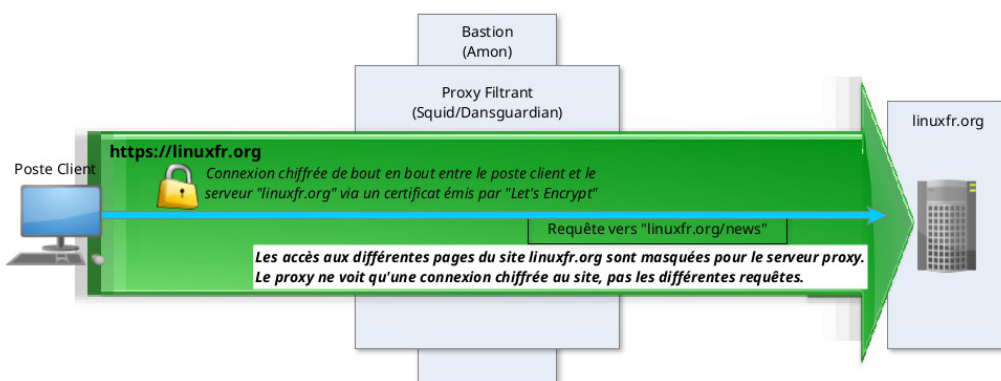 Bastion
(Amon)
Proxy Filtrant
(Squid/Dansguardian)
linuxfr.org
https://linuxfr.org
Poste Client
Connexion chiffrée de bout en bout entre le poste client et le
serveur "linuxfr.org" via un certificat émis par "Let's Encrypt"
Requête vers "linuxfr.org/news"
Les accès aux différentes pages du site linuxfr.org sont masquées pour le serveur proxy.
Le proxy ne voit qu'une connexion chiffrée au site, pas les différentes requêtes.